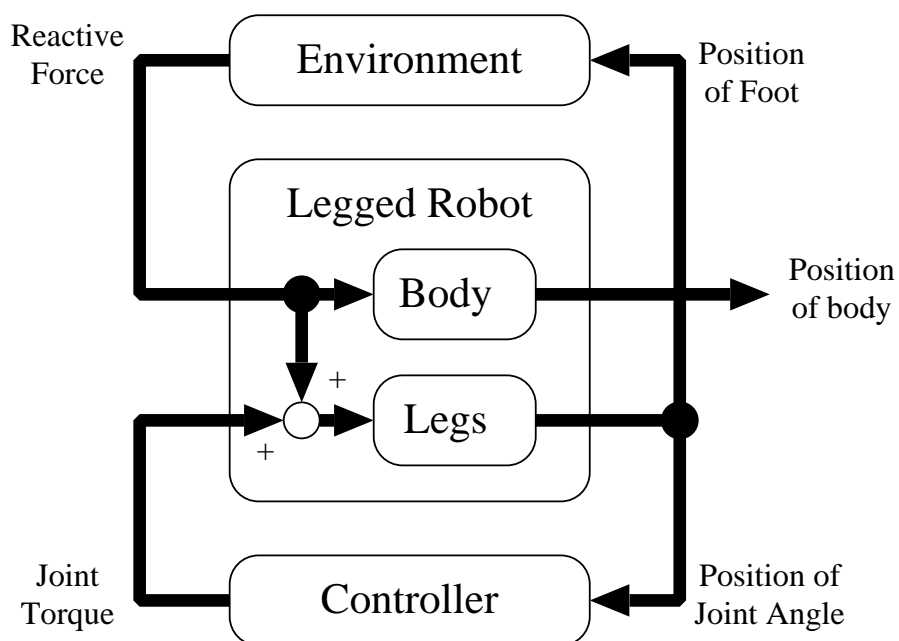 Reactive
Force
Environment
Position
of Foot
Legged Robot
Body
Position
of body
+
Legs
+
Joint
Torque
Controller
Position of
Joint Angle